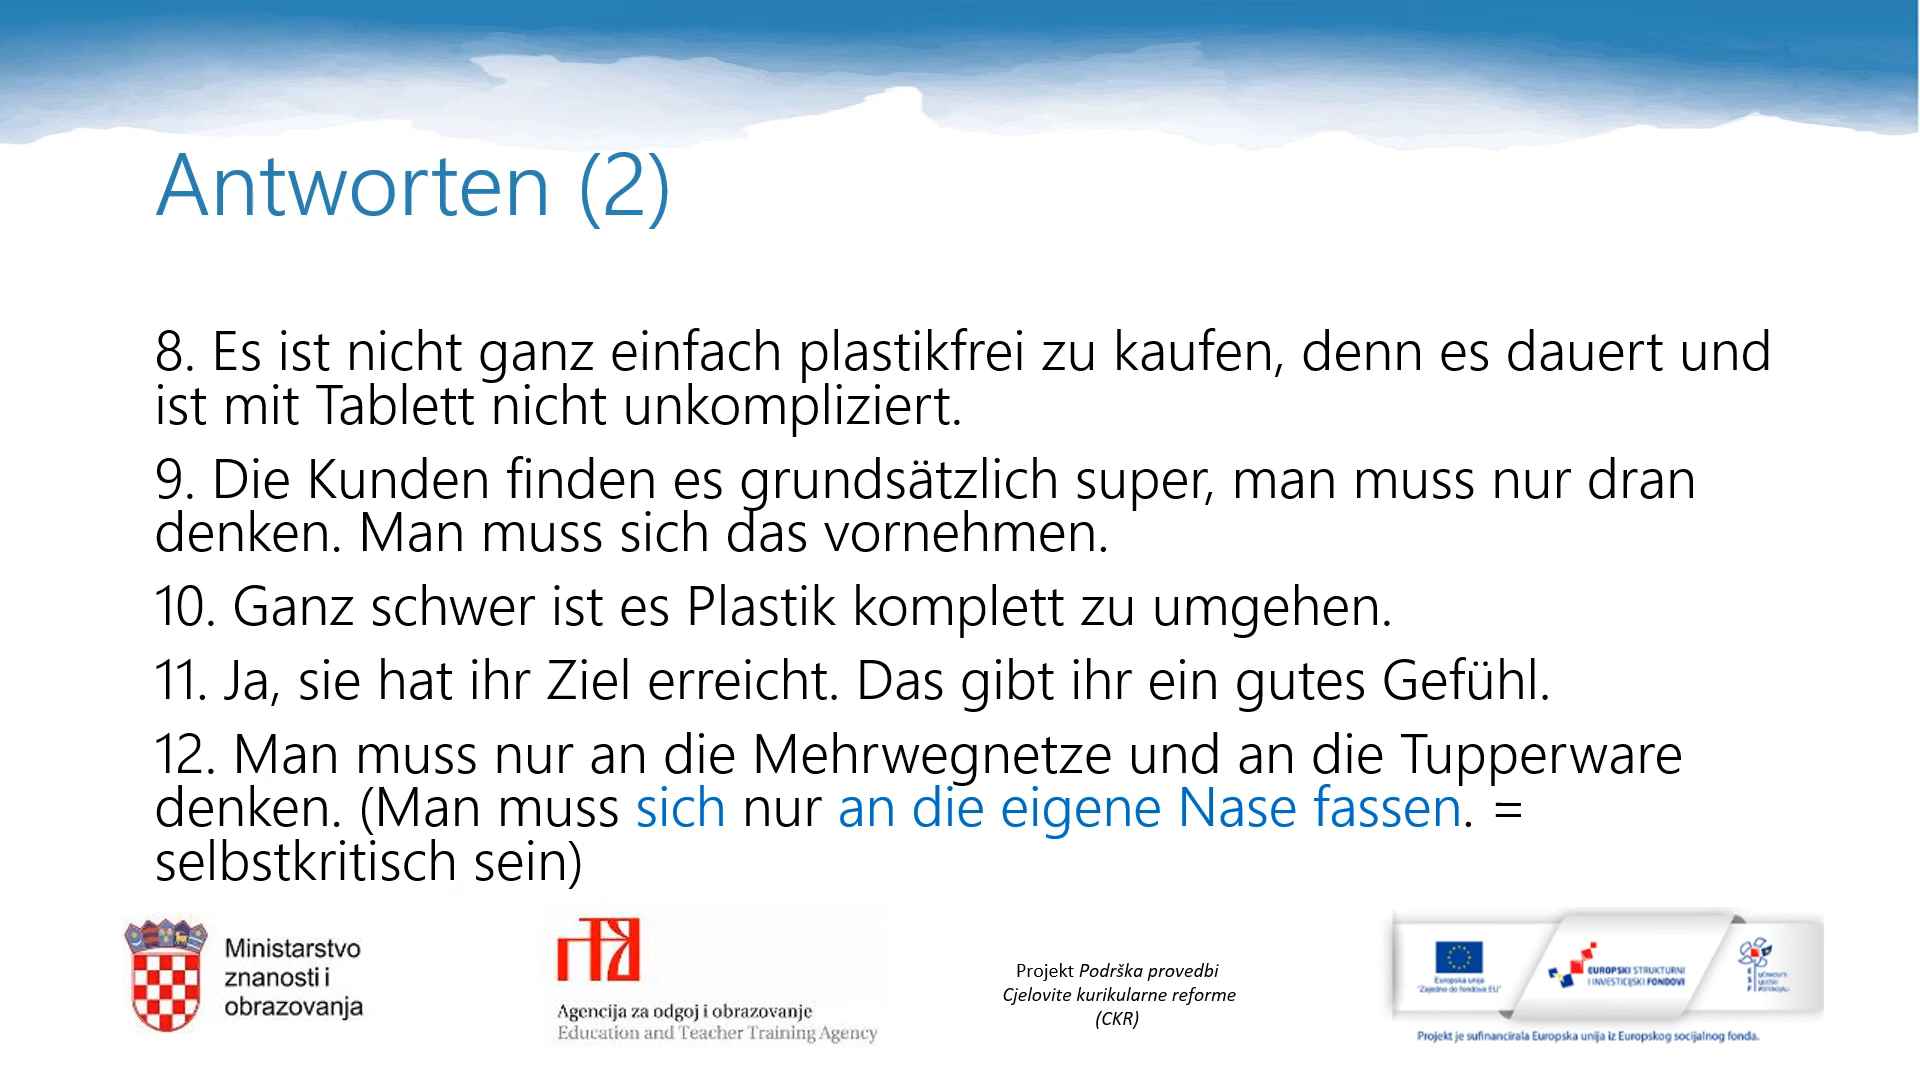 Antworten (2)
8. Es ist nicht ganz einfach plastikfrei zu kaufen, denn es dauert und
ist mit Tablett nicht unkompliziert.
9. Die Kunden finden es grundsätzlich super, man muss nur dran
denken. Man muss sich das vornehmen.
10. Ganz schwer ist es Plastik komplett zu umgehen.
11. Ja, sie hat ihr Ziel erreicht. Das gibt ihr ein gutes Gefühl.
12. Man muss nur an die Mehrwegnetze und an die Tupperware
denken. (Man muss sich nur an die eigene Nase fassen. =
selbstkritisch sein)
Ministarstvo
znanosti i
obrazovanja
Agencija za odgoj i obrazovanje
Education and Teacher Training Agency
Projekt Podrška provedbi
Cjelovite kurikularne reforme
(CKR)
Europska unija
"Zajedno do fondova EU"
EUROPSKI STRUKTURNI
I INVESTICIJSKI FONDOVI
Projekt je sufinancirala Europska unija iz Europskog socijalnog fonda.